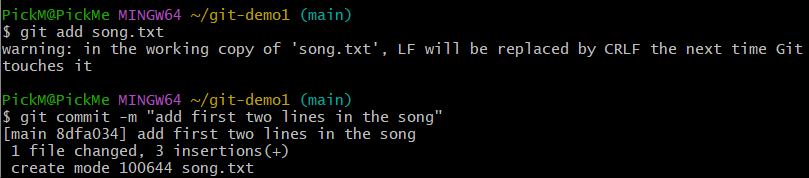 PickM@PickMe MINGW64 ~/git-demo1 (main)
$ git add song.txt
warning: in the working copy of 'song.txt', LF will be replaced by CRLF the next time Git
touches it
PickM@PickMe MINGW64 ~/git-demo1 (main)
$ git commit -m "add first two lines in the song"
[main 8dfa034] add first two lines in the song
 1 file changed, 3 insertions(+)
 create mode 100644 song.txt